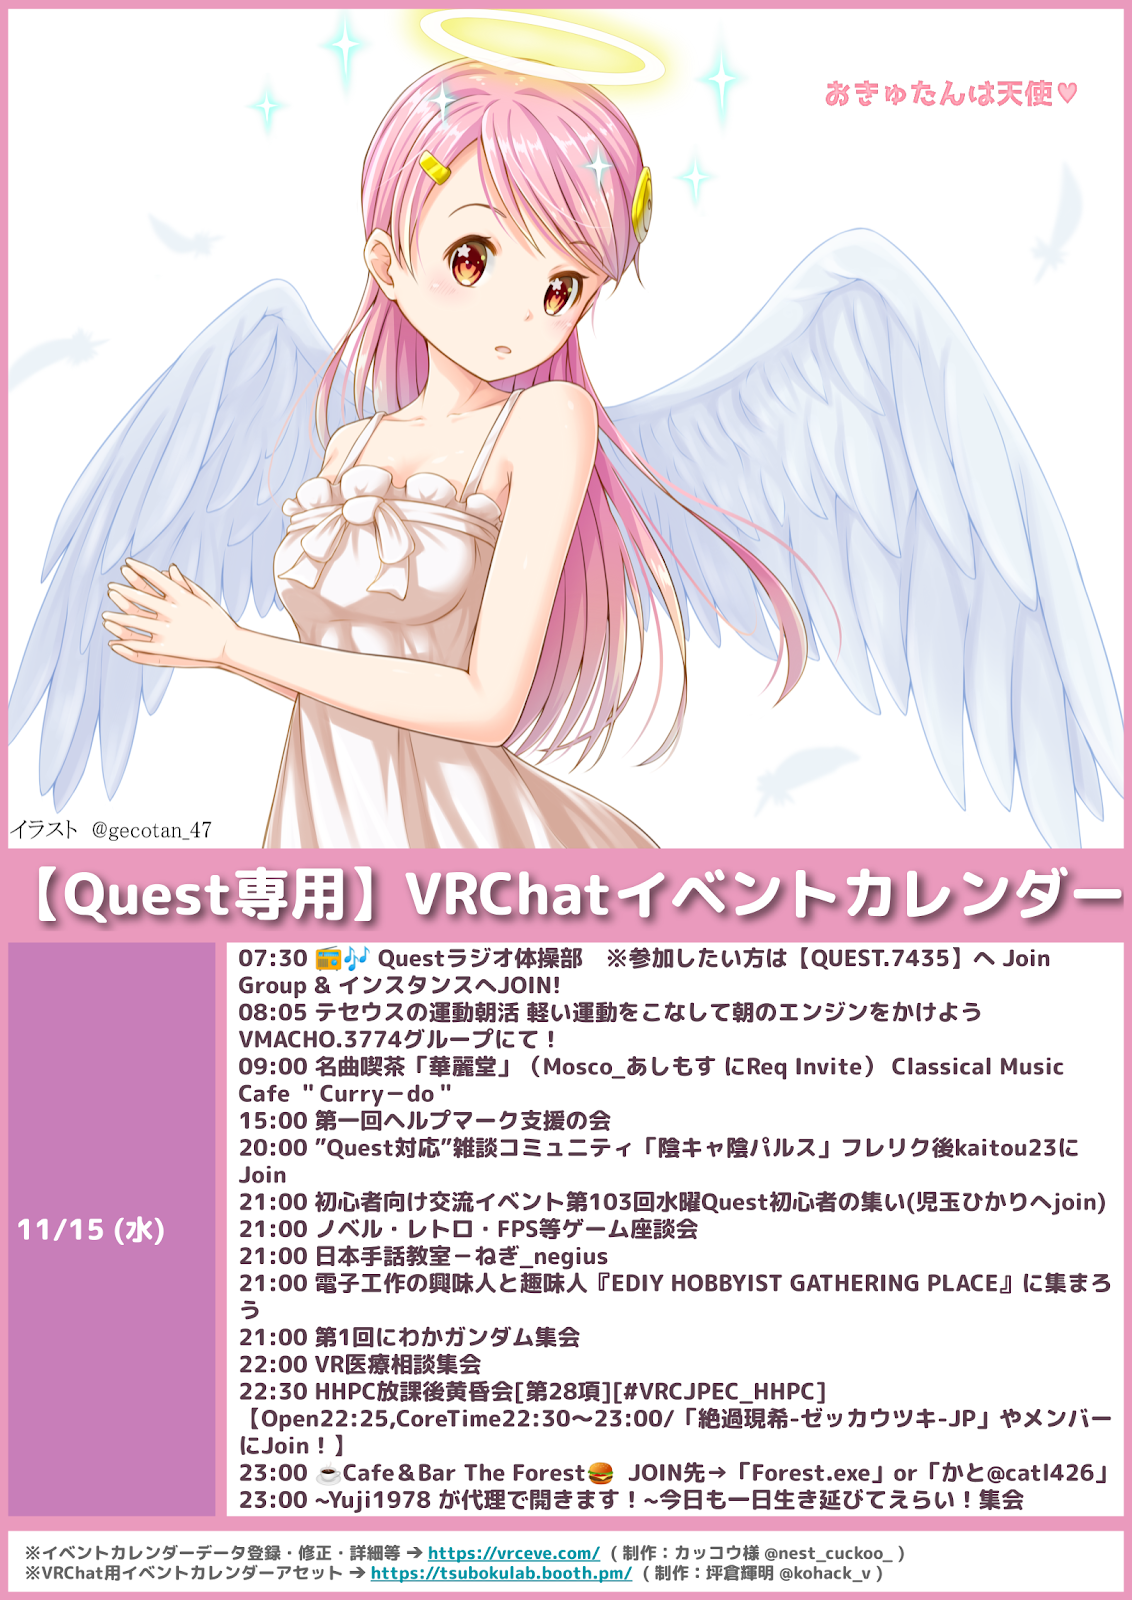 おきゅたんは天使♥
イラスト @gecotan_47
【Quest専用】VRChatイベントカレンダー
11/15 (水)
07:30 📻🎶 Questラジオ体操部　※参加したい方は【QUEST.7435】へ Join
Group & インスタンスへJOIN!
08:05 テセウスの運動朝活 軽い運動をこなして朝のエンジンをかけよう
VMACHO.3774グループにて！
09:00 名曲喫茶「華麗堂」（Mosco_あしもす にReq Invite） Classical Music
Cafe ＂Curry－do＂
15:00 第一回ヘルプマーク支援の会
20:00 ”Quest対応”雑談コミュニティ「陰キャ陰パルス」フレリク後kaitou23に
Join
21:00 初心者向け交流イベント第103回水曜Quest初心者の集い(児玉ひかりへjoin)
21:00 ノベル・レトロ・FPS等ゲーム座談会
21:00 日本手話教室－ねぎ_negius
21:00 電子工作の興味人と趣味人『EDIY HOBBYIST GATHERING PLACE』に集まろ
う
21:00 第1回にわかガンダム集会
22:00 VR医療相談集会
22:30 HHPC放課後黄昏会[第28項][#VRCJPEC_HHPC]
【Open22:25,CoreTime22:30～23:00/「絶過現希-ゼッカウツキ-JP」やメンバー
にJoin！】
23:00 ☕Cafe＆Bar The Forest🍔 JOIN先→「Forest.exe」or「かと@catl426」
23:00 ~Yuji1978 が代理で開きます！~今日も一日生き延びてえらい！集会
※イベントカレンダーデータ登録・修正・詳細等 ➔ https://vrceve.com/ （ 制作：カッコウ様 @nest_cuckoo_ ）
※VRChat用イベントカレンダーアセット ➔ https://tsubokulab.booth.pm/ （ 制作：坪倉輝明 @kohack_v ）